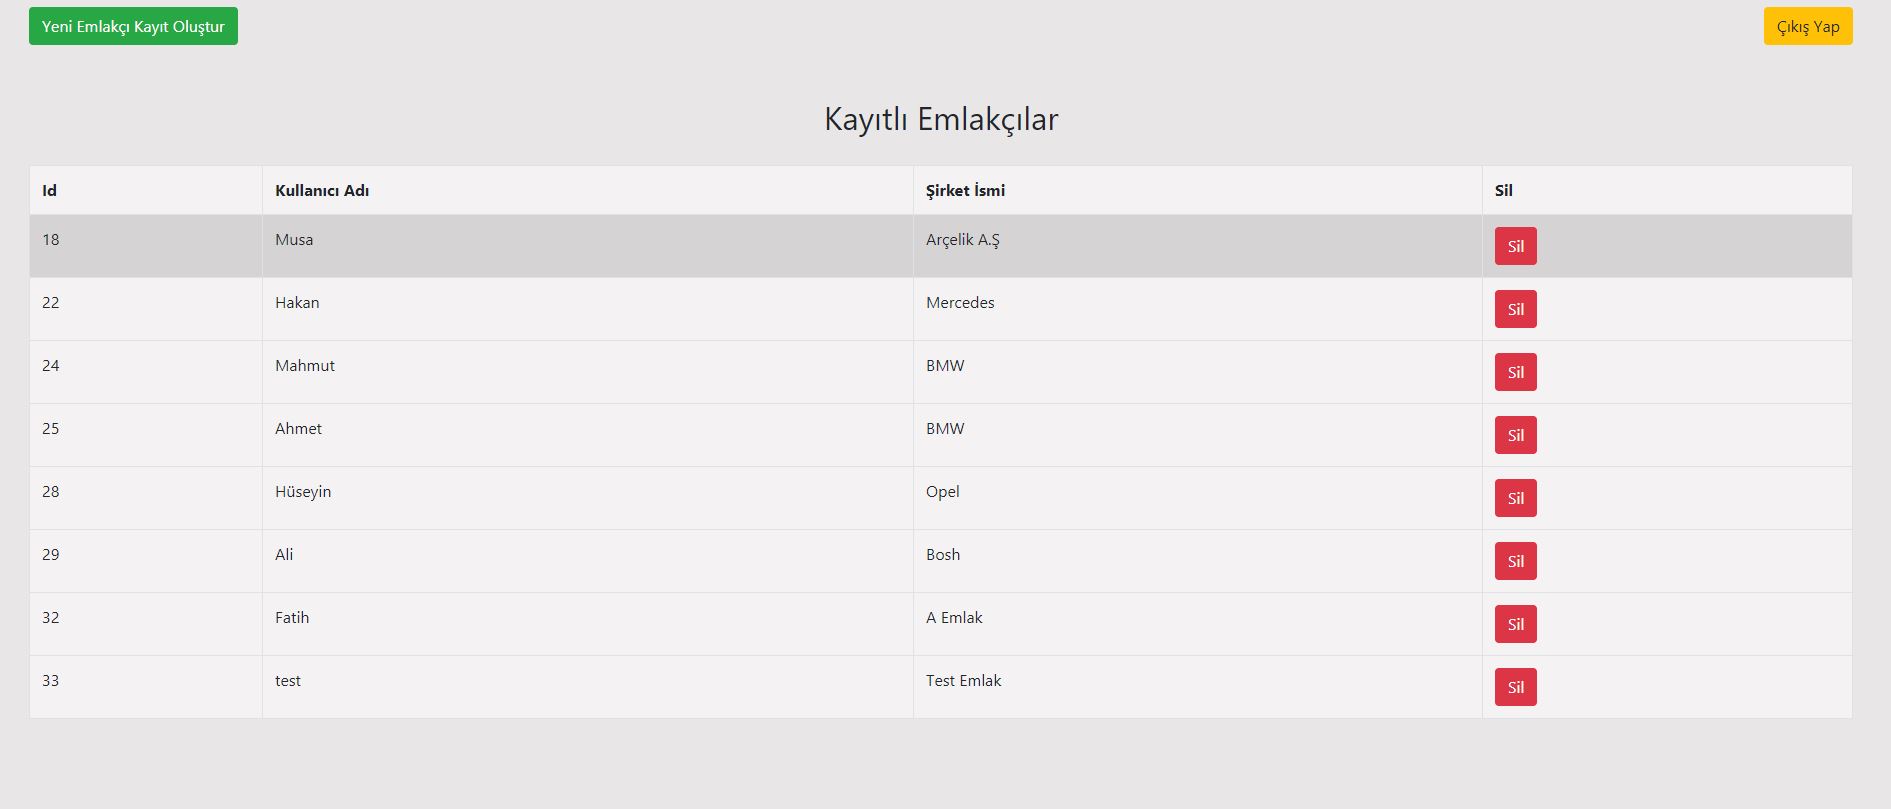 Yeni Emlakçı Kayıt Oluştur Çıkış Yap
Kayıtlı Emlakçılar
Id Kullanıcı Adı Şirket İsmi Sil
18 Musa Arçelik A.Ş Sil
22 Hakan Mercedes Sil
24 Mahmut BMW Sil
25 Ahmet BMW Sil
28 Hüseyin Opel Sil
29 Ali Bosh Sil
32 Fatih A Emlak Sil
33 test Test Emlak Sil